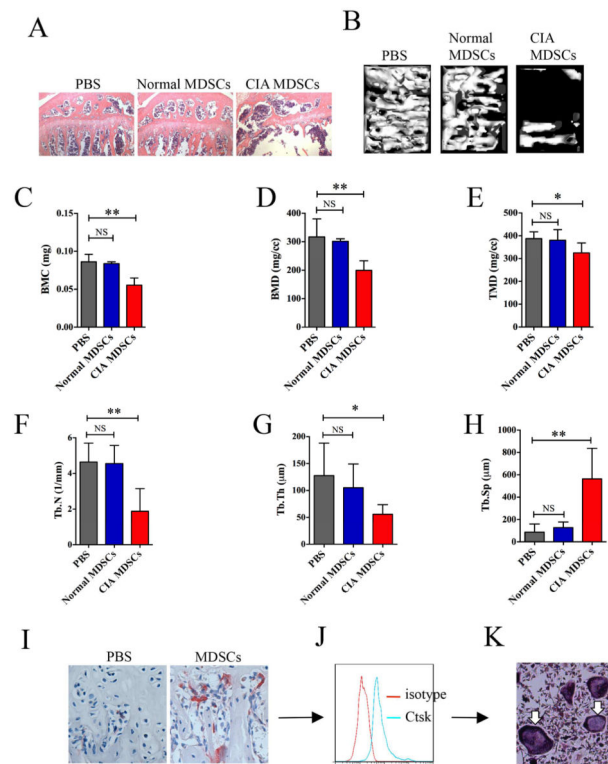 A
B
PBS
Normal MDSCs
CIA MDSCs
PBS
Normal
MDSCs
CIA
MDSCs
C
**
NS
BMC (mg)
0.15
0.10
0.05
0.00
PBS
Normal MDSCs
CIA MDSCs
D
**
NS
BMD (mg/cc)
400
300
200
100
0
PBS
Normal MDSCs
CIA MDSCs
E
*
NS
TMD (mg/cc)
500
400
300
200
100
0
PBS
Normal MDSCs
CIA MDSCs
F
**
NS
Tb.N (1/mm)
6
4
2
0
PBS
Normal MDSCs
CIA MDSCs
G
*
NS
Tb.Th (μm)
200
150
100
50
0
PBS
Normal MDSCs
CIA MDSCs
H
**
NS
Tb.Sp (μm)
1000
800
600
400
200
0
PBS
Normal MDSCs
CIA MDSCs
I
PBS
MDSCs
J
isotype
Ctsk
K